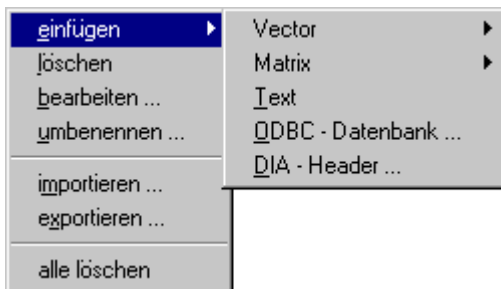 einfügen
löschen
bearbeiten ...
umbenennen ...
importieren ...
exportieren ...
alle löschen
Vector
Matrix
Text
ODBC - Datenbank ...
DIA - Header ...